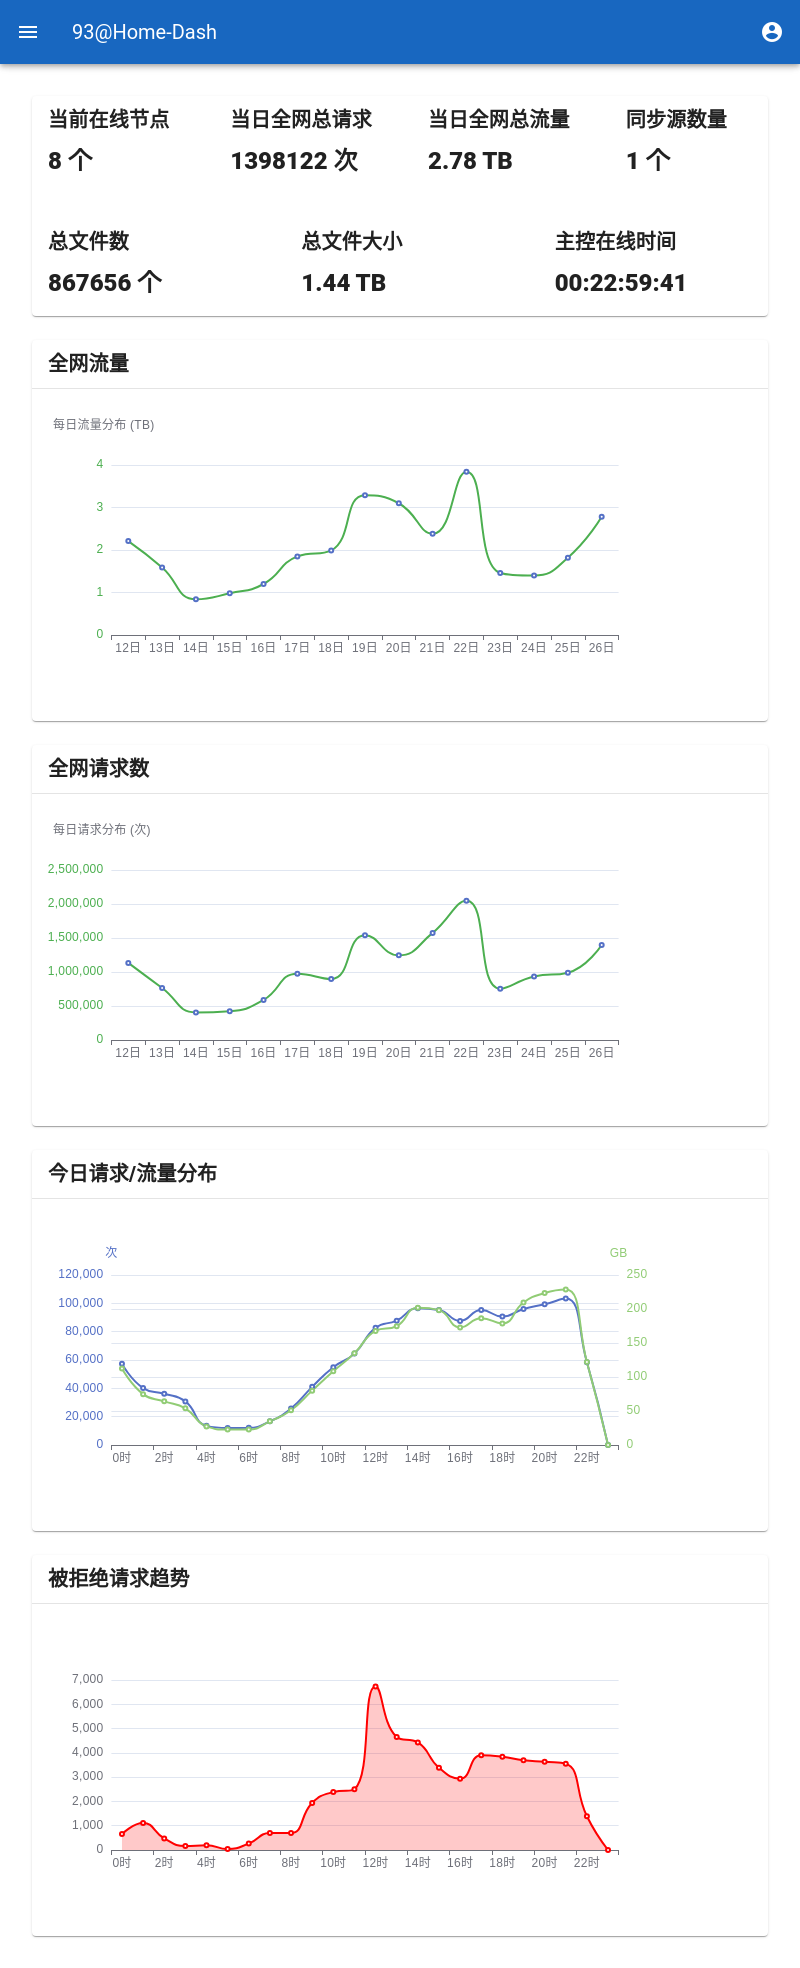 93@Home-Dash
当前在线节点 当日全网总请求 当日全网总流量 同步源数量
8 个 1398122 次 2.78 TB 1 个
总文件数 总文件大小 主控在线时间
867656 个 1.44 TB 00:22:59:41
全网流量
每日流量分布 (TB)
4
3
2
1
0
12日 13日 14日 15日 16日 17日 18日 19日 20日 21日 22日 23日 24日 25日 26日
全网请求数
每日请求分布 (次)
2,500,000
2,000,000
1,500,000
1,000,000
500,000
0
12日 13日 14日 15日 16日 17日 18日 19日 20日 21日 22日 23日 24日 25日 26日
今日请求/流量分布
次 GB
120,000 250
100,000 200
80,000 150
60,000 100
40,000 50
20,000
0 0
0时 2时 4时 6时 8时 10时 12时 14时 16时 18时 20时 22时
被拒绝请求趋势
7,000
6,000
5,000
4,000
3,000
2,000
1,000
0
0时 2时 4时 6时 8时 10时 12时 14时 16时 18时 20时 22时